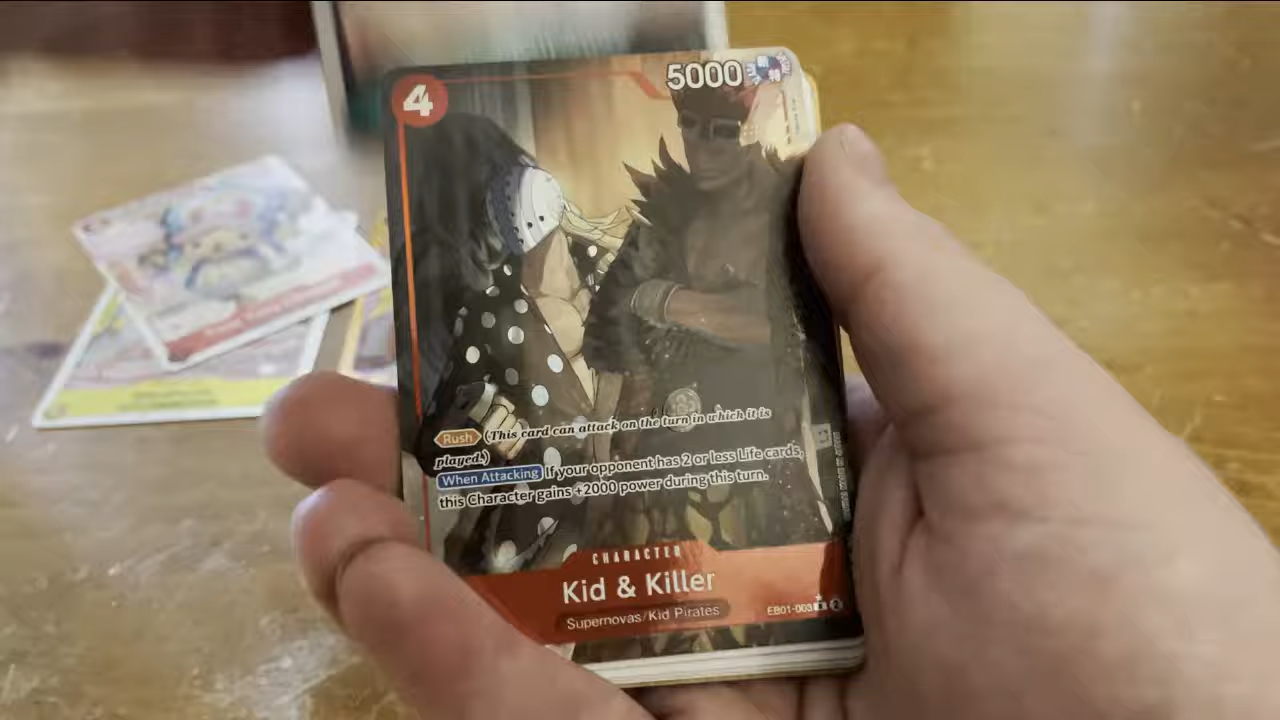 4
5000
Rush (This card can attack on the turn in which it is
played.)
When Attacking If your opponent has 2 or less Life cards,
this Character gains +2000 power during this turn.
CHARACTER
Kid & Killer
Supernovas/Kid Pirates
EB01-003
2